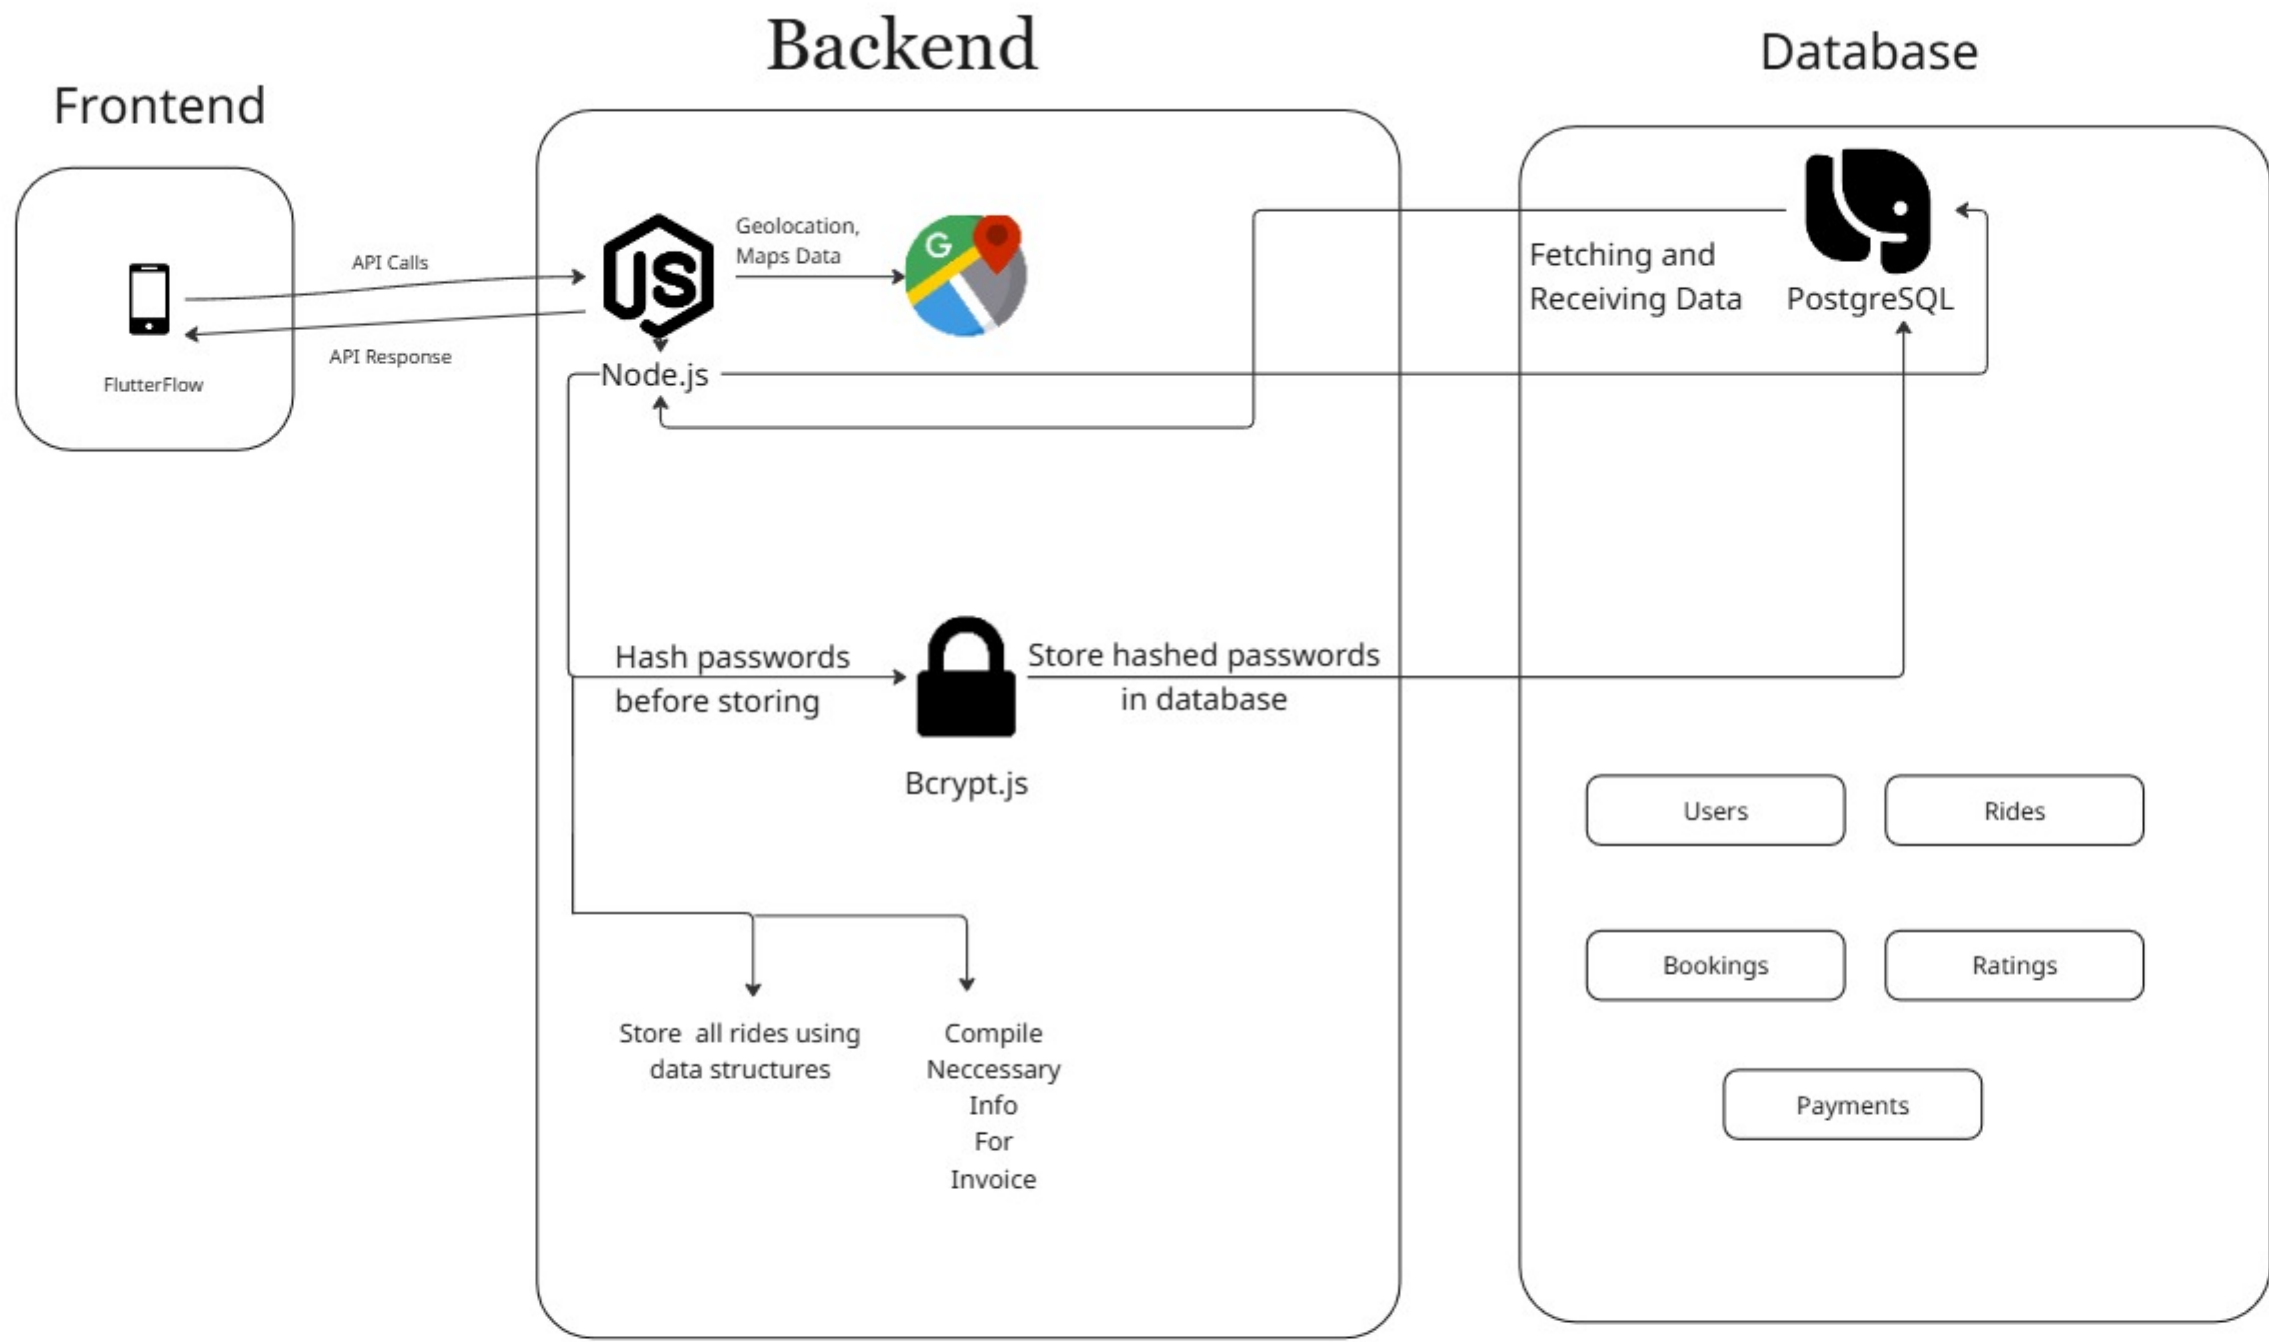 Backend
Database
Frontend
API Calls
API Response
FlutterFlow
Geolocation,
Maps Data
G
JS
Node.js
Fetching and
Receiving Data
PostgreSQL
Hash passwords
before storing
Store hashed passwords
in database
Bcrypt.js
Users
Rides
Bookings
Ratings
Payments
Store all rides using
data structures
Compile
Neccessary
Info
For
Invoice